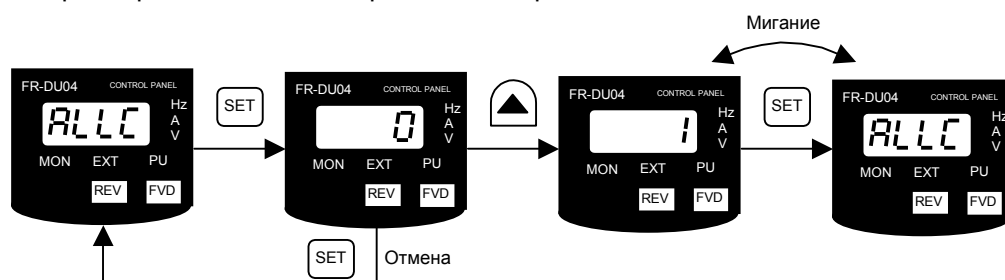 Мигание
FR-DU04 CONTROL PANEL
ALLC
Hz
A
V
MON EXT PU
REV FVD
SET
FR-DU04 CONTROL PANEL
0
Hz
A
V
MON EXT PU
REV FVD
FR-DU04 CONTROL PANEL
1
Hz
A
V
MON EXT PU
REV FVD
SET
FR-DU04 CONTROL PANEL
ALLC
Hz
A
V
MON EXT PU
REV FVD
SET Отмена